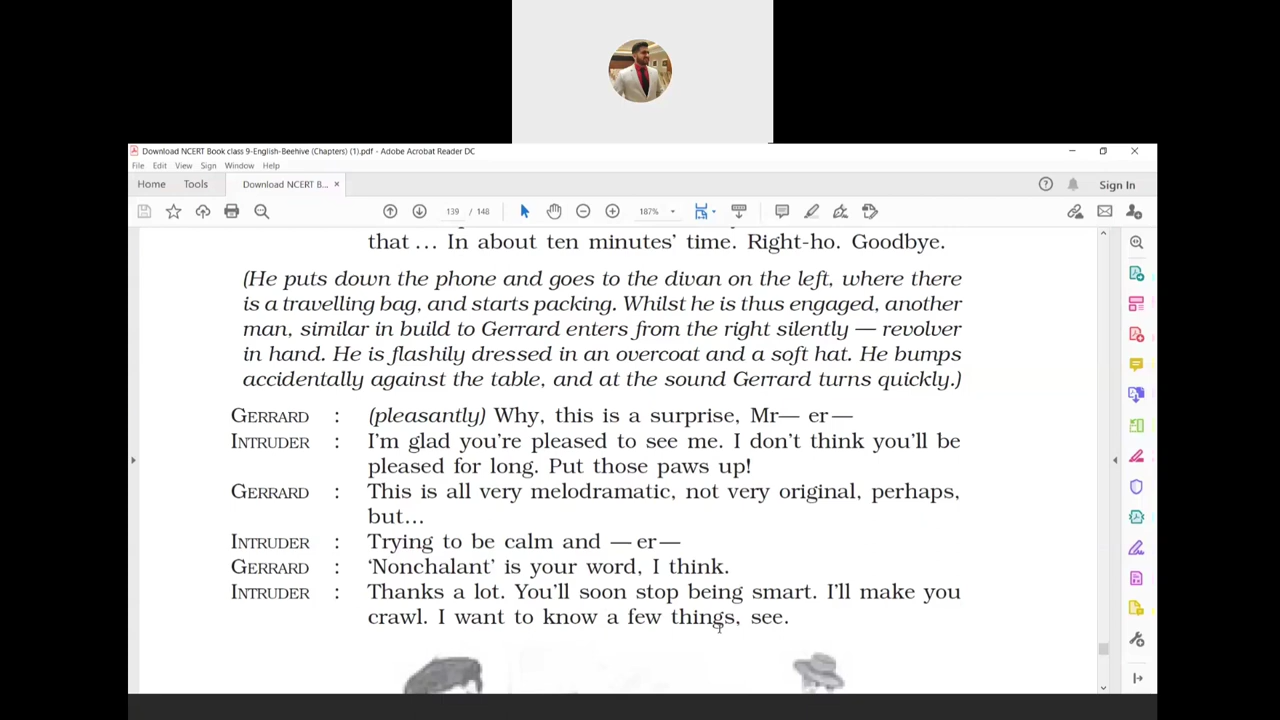 Download NCERT Book class 9-English-Beehive (Chapters) (1).pdf - Adobe Acrobat Reader DC
File Edit View Sign Window Help
Home Tools Download NCERT B... × Sign In
139 / 148 187%
that ... In about ten minutes' time. Right-ho. Goodbye.
(He puts down the phone and goes to the divan on the left, where there
is a travelling bag, and starts packing. Whilst he is thus engaged, another
man, similar in build to Gerrard enters from the right silently — revolver
in hand. He is flashily dressed in an overcoat and a soft hat. He bumps
accidentally against the table, and at the sound Gerrard turns quickly.)
GERRARD : (pleasantly) Why, this is a surprise, Mr— er —
INTRUDER : I'm glad you're pleased to see me. I don't think you'll be
pleased for long. Put those paws up!
GERRARD : This is all very melodramatic, not very original, perhaps,
but...
INTRUDER : Trying to be calm and — er —
GERRARD : 'Nonchalant' is your word, I think.
INTRUDER : Thanks a lot. You'll soon stop being smart. I'll make you
crawl. I want to know a few things, see.